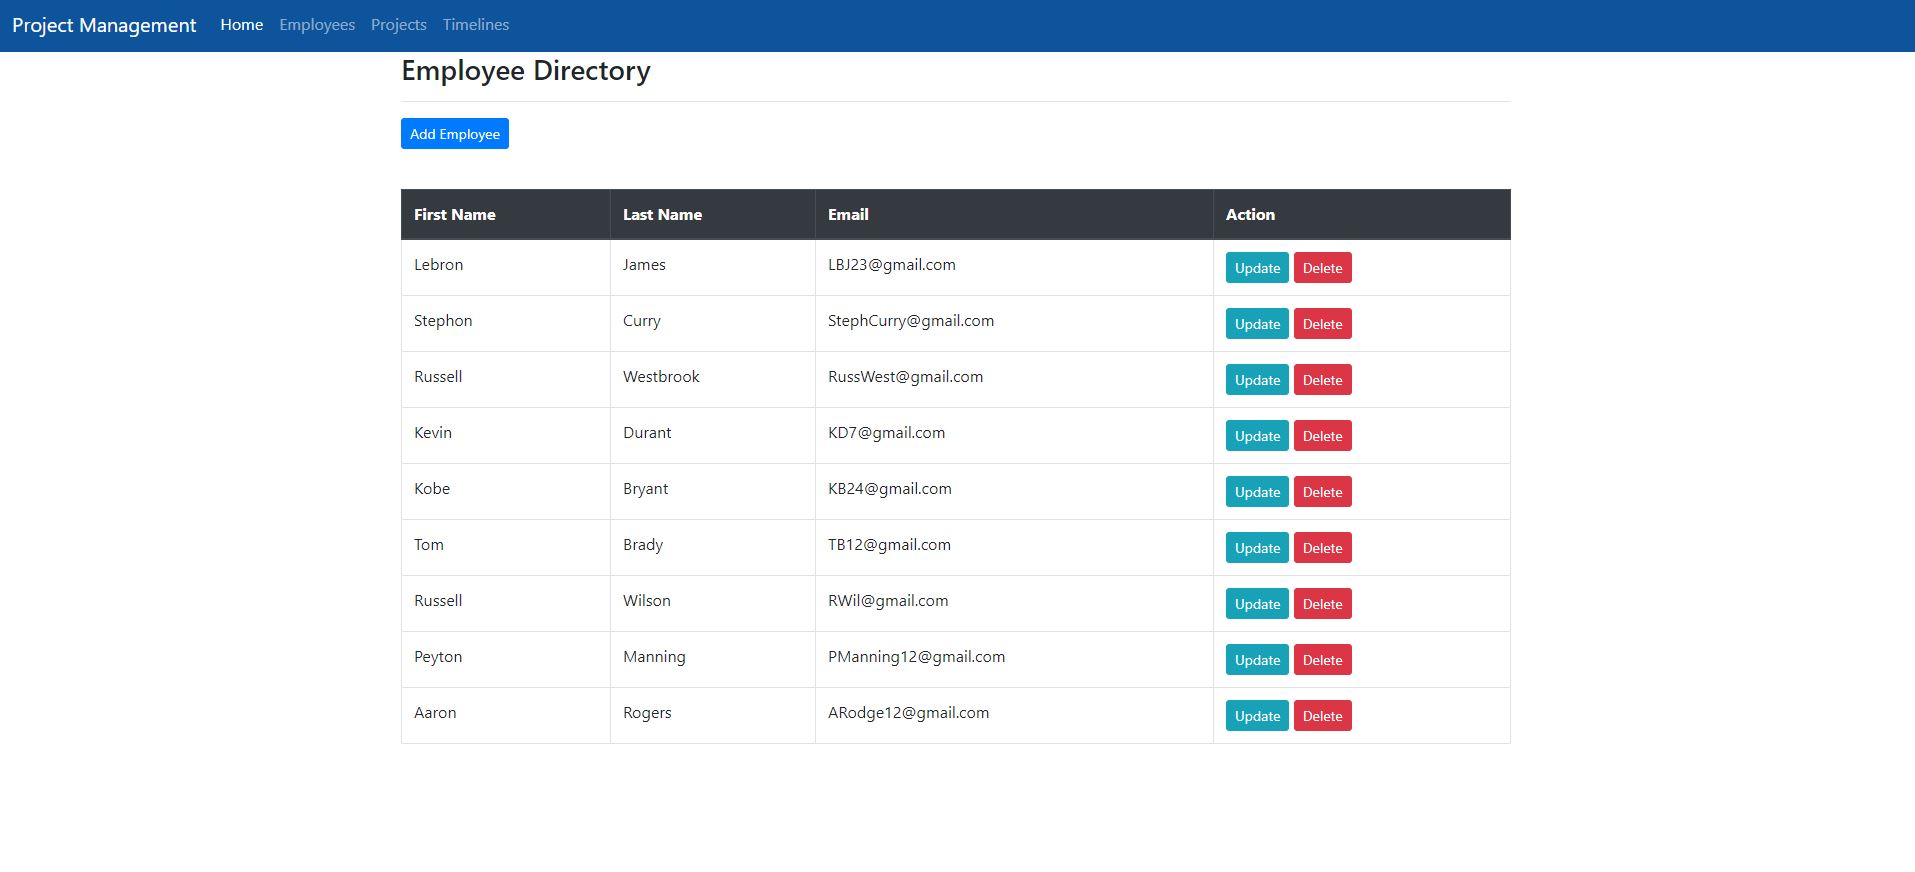 Project Management Home Employees Projects Timelines
Employee Directory
Add Employee
First Name Last Name Email Action
Lebron James LBJ23@gmail.com Update Delete
Stephon Curry StephCurry@gmail.com Update Delete
Russell Westbrook RussWest@gmail.com Update Delete
Kevin Durant KD7@gmail.com Update Delete
Kobe Bryant KB24@gmail.com Update Delete
Tom Brady TB12@gmail.com Update Delete
Russell Wilson RWil@gmail.com Update Delete
Peyton Manning PManning12@gmail.com Update Delete
Aaron Rogers ARodge12@gmail.com Update Delete